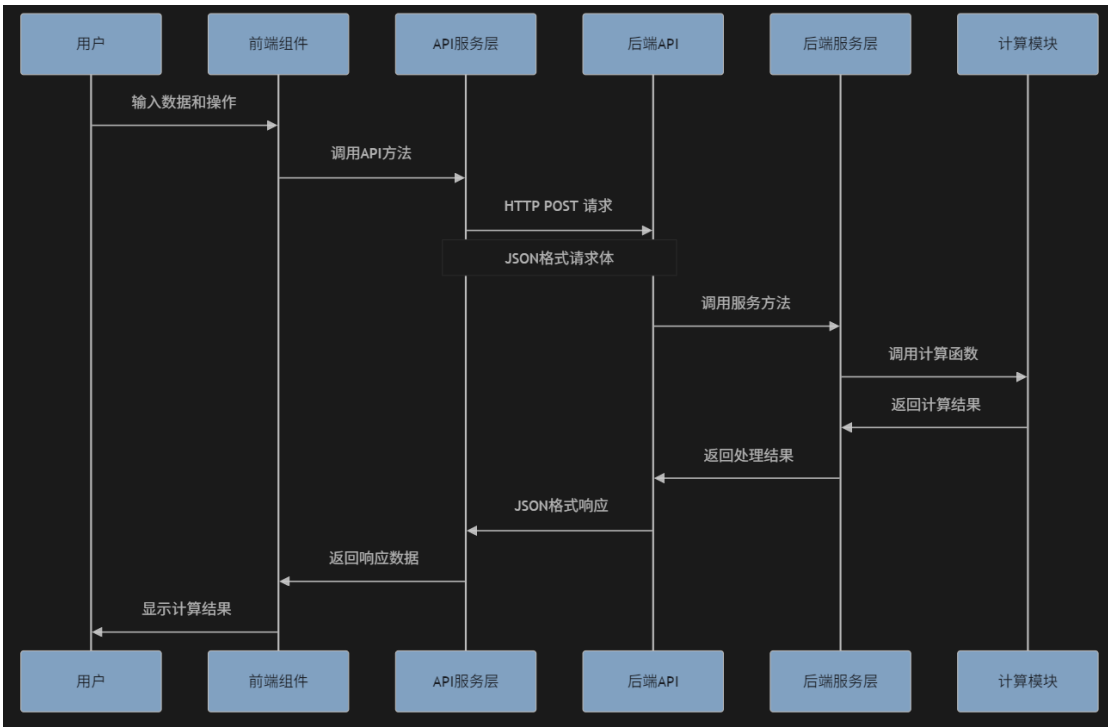 用户
前端组件
API服务层
后端API
后端服务层
计算模块
输入数据和操作
调用API方法
HTTP POST 请求
JSON格式请求体
调用服务方法
调用计算函数
返回计算结果
返回处理结果
JSON格式响应
返回响应数据
显示计算结果
用户
前端组件
API服务层
后端API
后端服务层
计算模块